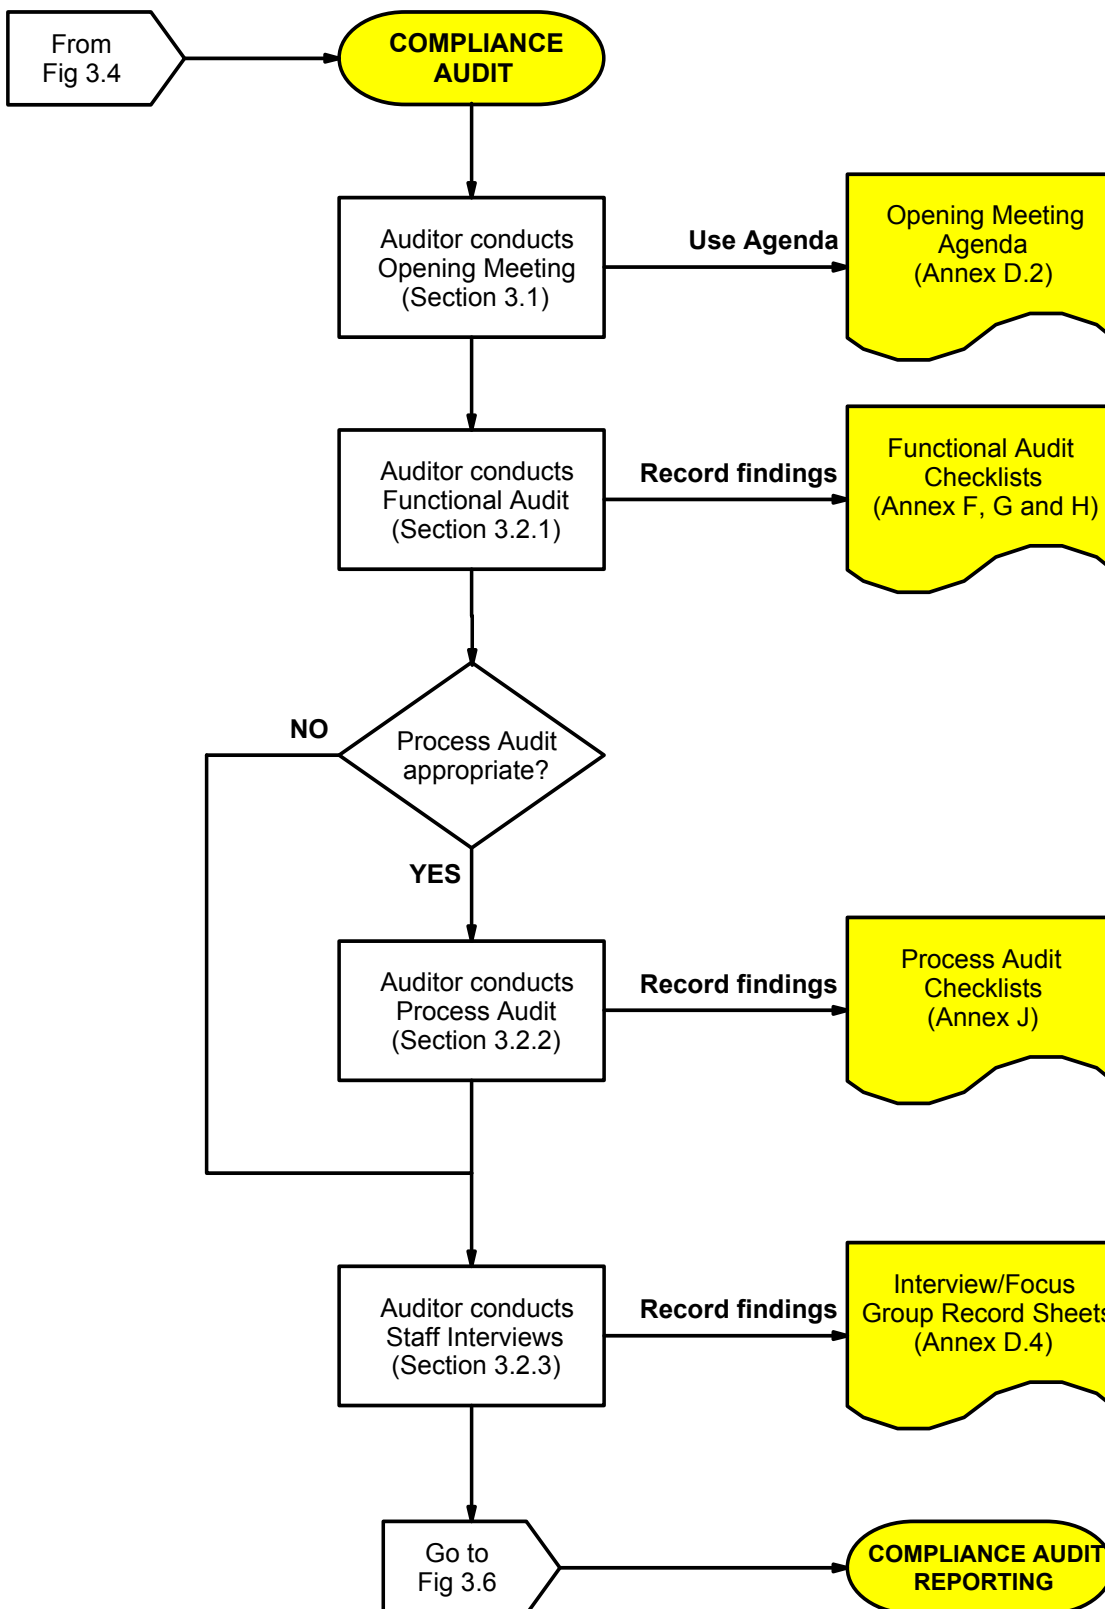 From
Fig 3.4
COMPLIANCE
AUDIT
Auditor conducts
Opening Meeting
(Section 3.1)
Use Agenda
Opening Meeting
Agenda
(Annex D.2)
Auditor conducts
Functional Audit
(Section 3.2.1)
Record findings
Functional Audit
Checklists
(Annex F, G and H)
NO
Process Audit
appropriate?
YES
Auditor conducts
Process Audit
(Section 3.2.2)
Record findings
Process Audit
Checklists
(Annex J)
Auditor conducts
Staff Interviews
(Section 3.2.3)
Record findings
Interview/Focus
Group Record Sheets
(Annex D.4)
Go to
Fig 3.6
COMPLIANCE AUDIT
REPORTING